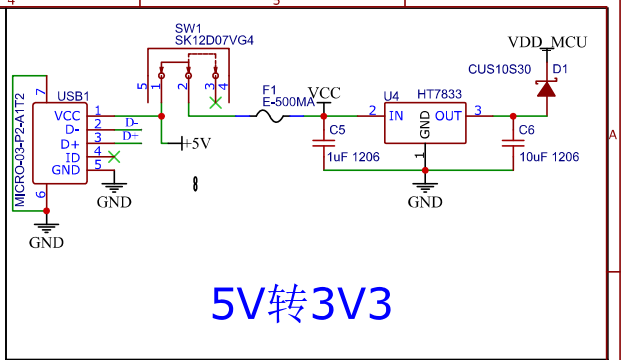 4
3
SW1
SK12D07VG4
VDD_MCU
5
1
2
3
4
CUS10S30
D1
7
USB1
F1
E-500MA
VCC
U4
HT7833
MICRO-03-P2-A1T2
VCC
1
D-
2
D-
D+
3
D+
ID
4
GND
5
+5V
2
IN
OUT
3
GND
1
C5
1uF 1206
C6
10uF 1206
A
6
8
GND
GND
GND
5V转3V3